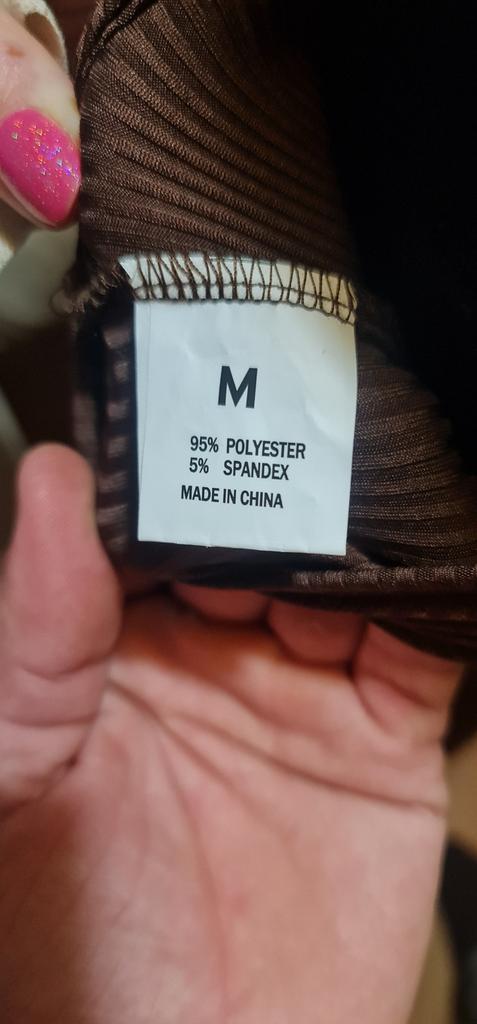 M
95% POLYESTER
5% SPANDEX
MADE IN CHINA